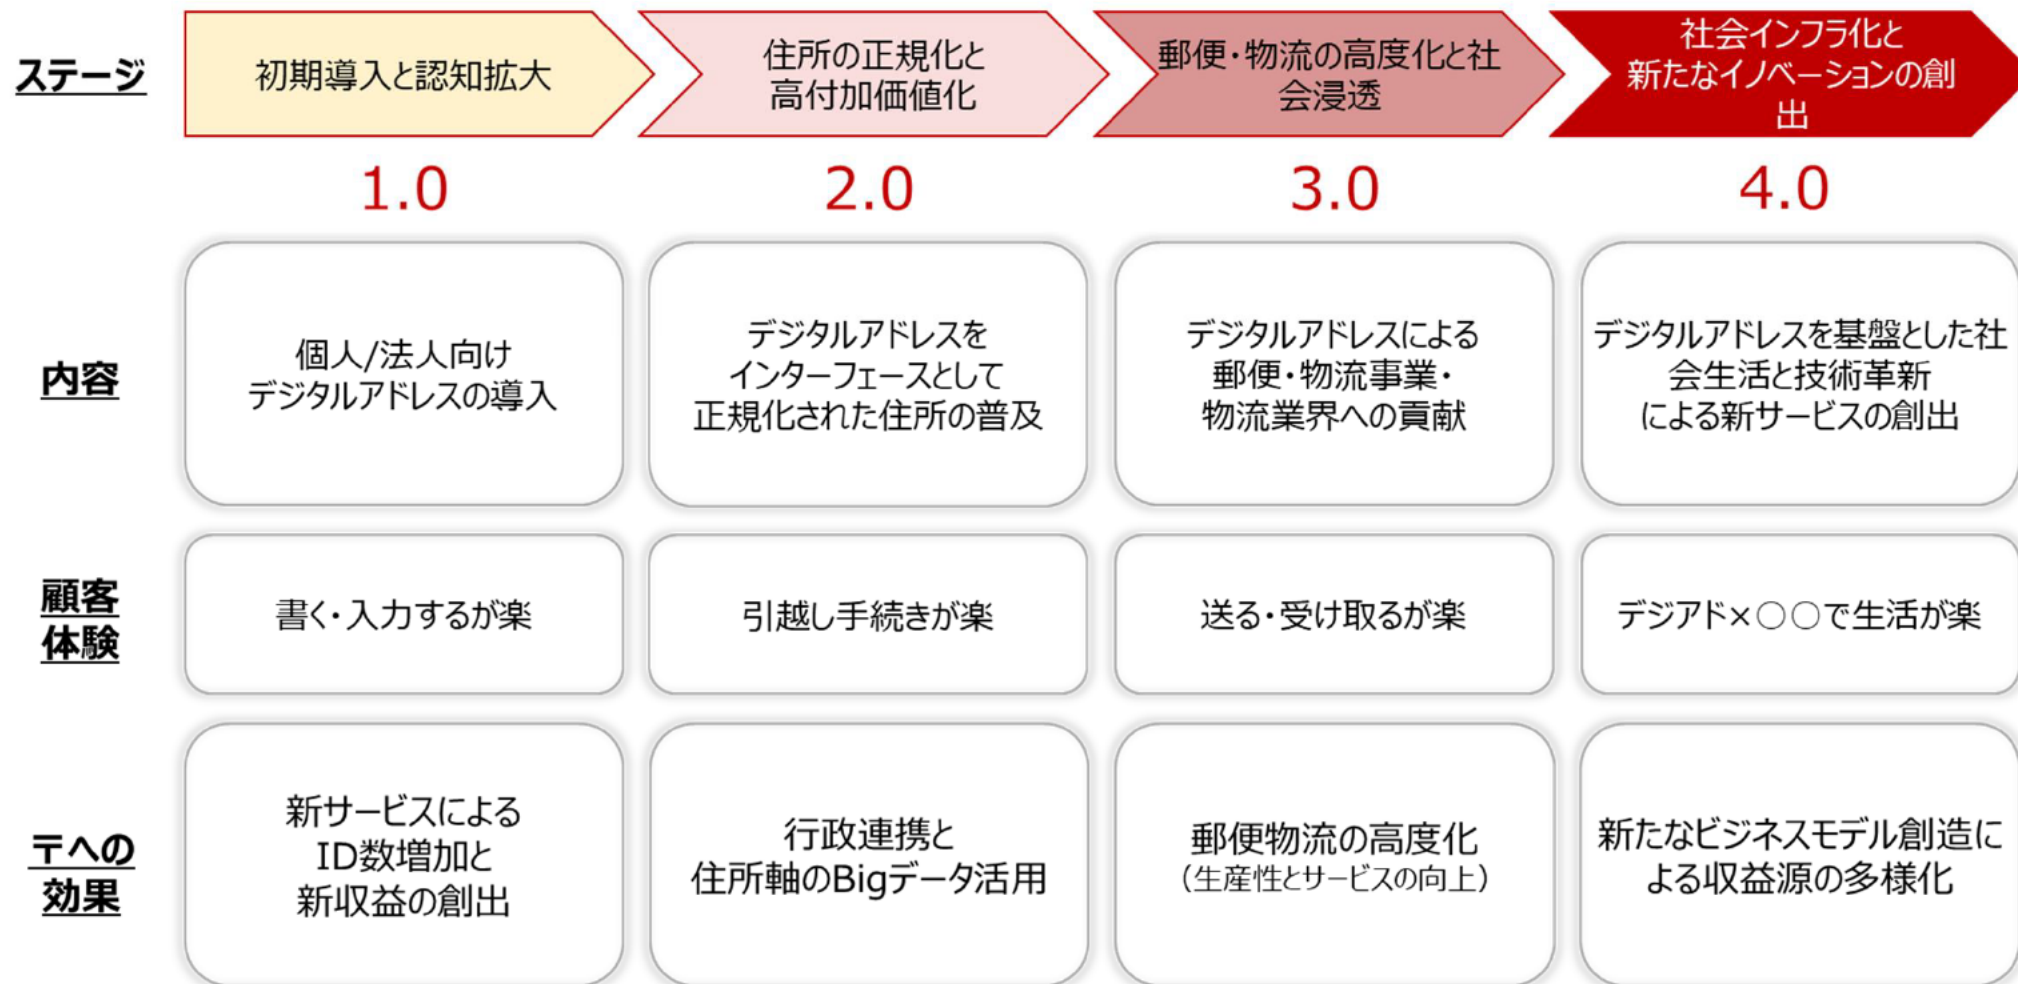 ステージ
初期導入と認知拡大
住所の正規化と
高付加価値化
郵便・物流の高度化と社
会浸透
社会インフラ化と
新たなイノベーションの創
出
1.0
2.0
3.0
4.0
内容
個人/法人向け
デジタルアドレスの導入
デジタルアドレスを
インターフェースとして
正規化された住所の普及
デジタルアドレスによる
郵便・物流事業・
物流業界への貢献
デジタルアドレスを基盤とした社
会生活と技術革新
による新サービスの創出
顧客
体験
書く・入力するが楽
引越し手続きが楽
送る・受け取るが楽
デジアド×○○で生活が楽
〒への
効果
新サービスによる
ID数増加と
新収益の創出
行政連携と
住所軸のBigデータ活用
郵便物流の高度化
（生産性とサービスの向上）
新たなビジネスモデル創造に
よる収益源の多様化